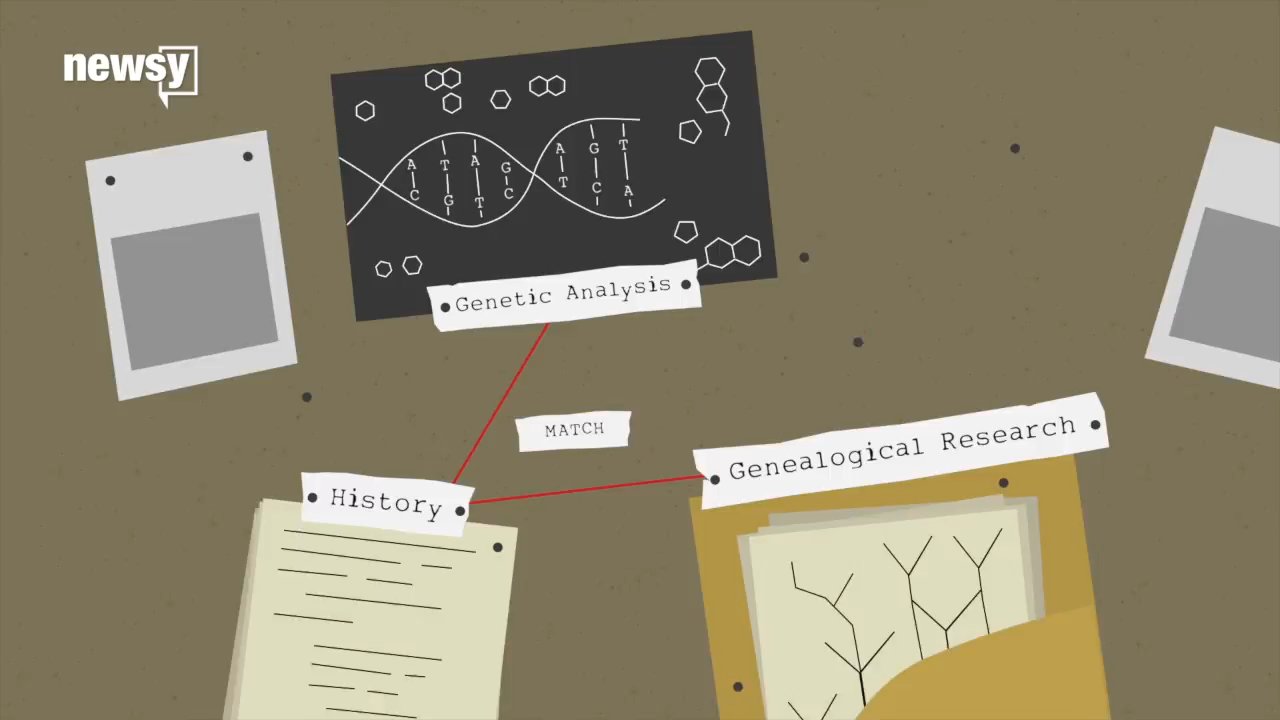 newsy
A T A G A G T
C G T C T C A
Genetic Analysis
MATCH
Genealogical Research
History